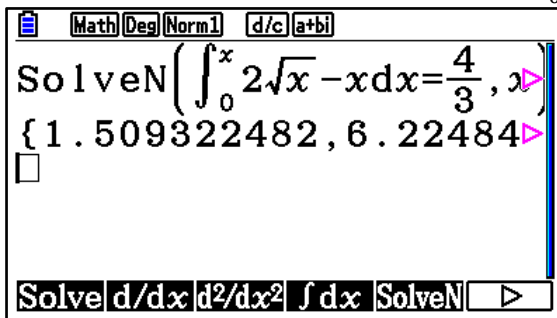 Math Deg Norm1 d/c a+bi
SolveN(∫₀ˣ 2√x-xdx=4/3,x)
{1.509322482,6.22484
Solve d/dx d²/dx² ∫dx SolveN ▷